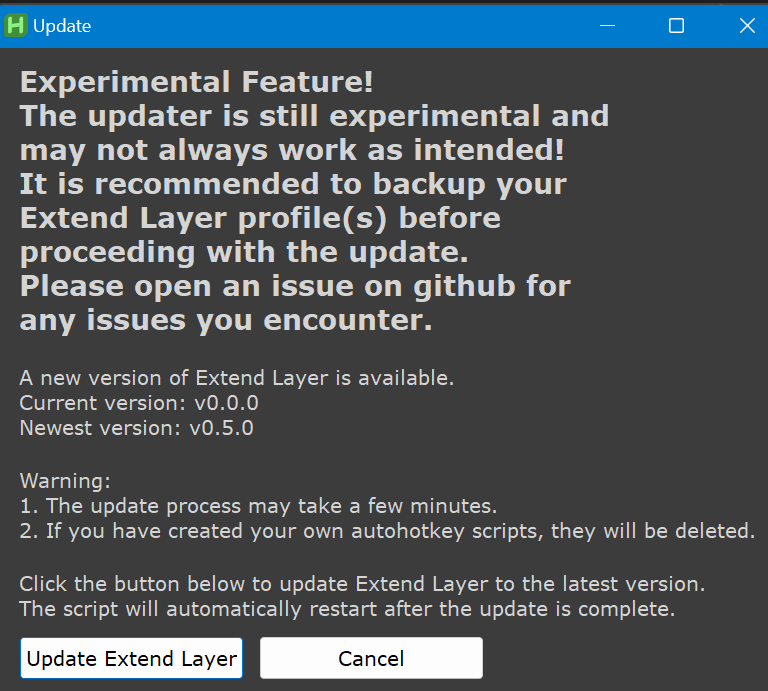 Update
Experimental Feature!
The updater is still experimental and
may not always work as intended!
It is recommended to backup your
Extend Layer profile(s) before
proceeding with the update.
Please open an issue on github for
any issues you encounter.
A new version of Extend Layer is available.
Current version: v0.0.0
Newest version: v0.5.0
Warning:
1. The update process may take a few minutes.
2. If you have created your own autohotkey scripts, they will be deleted.
Click the button below to update Extend Layer to the latest version.
The script will automatically restart after the update is complete.
Update Extend Layer
Cancel